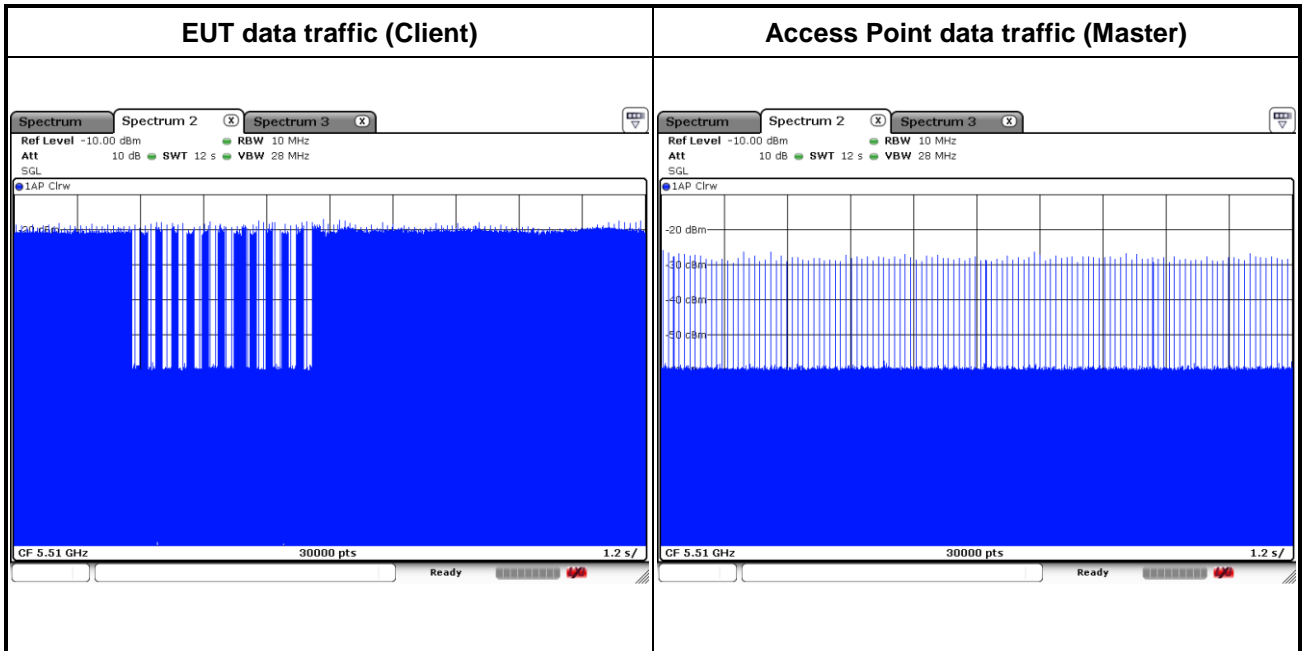 EUT data traffic (Client)
Access Point data traffic (Master)
Spectrum Spectrum 2 X Spectrum 3 X
Ref Level -10.00 dBm RBW 10 MHz
Att 10 dB SWT 12 s VBW 28 MHz
SGL
1AP Clrw
-20 dBm
CF 5.51 GHz 30000 pts 1.2 s/
Ready
Spectrum Spectrum 2 X Spectrum 3 X
Ref Level -10.00 dBm RBW 10 MHz
Att 10 dB SWT 12 s VBW 28 MHz
SGL
1AP Clrw
-20 dBm
-30 dBm
-40 dBm
-50 dBm
CF 5.51 GHz 30000 pts 1.2 s/
Ready